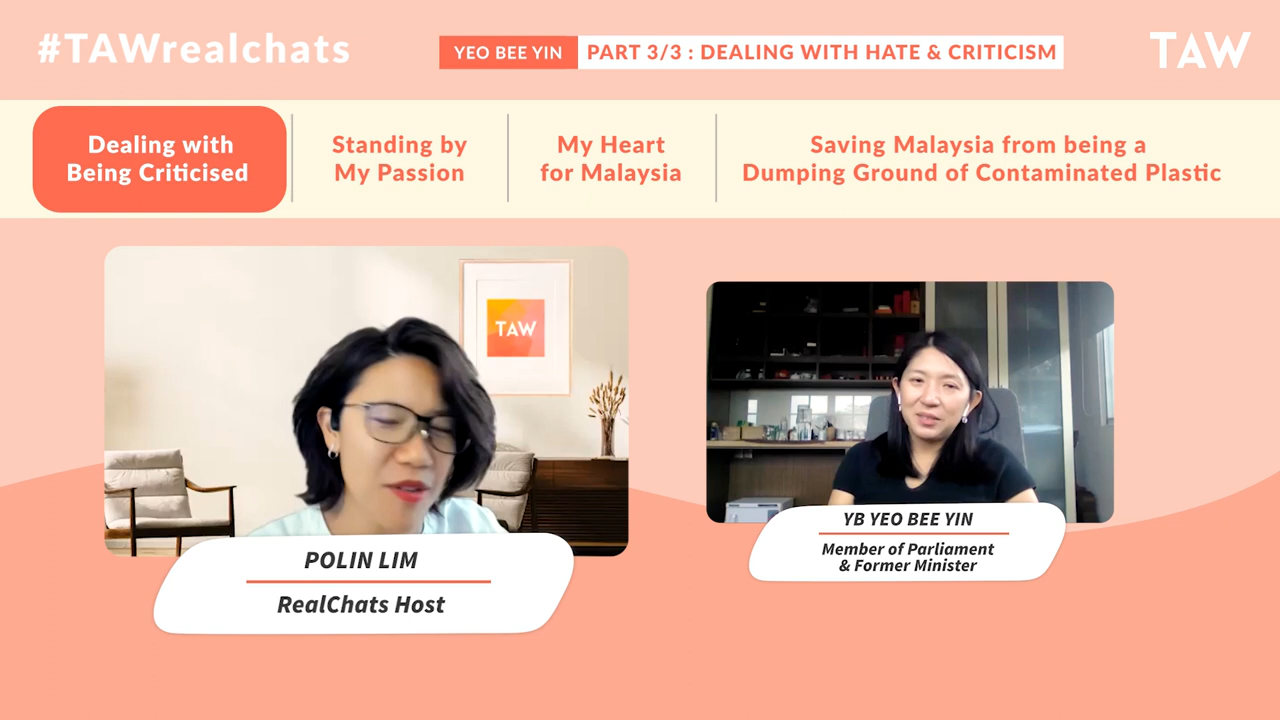 #TAWrealchats
YEO BEE YIN
PART 3/3 : DEALING WITH HATE & CRITICISM
TAW
Dealing with
Being Criticised
Standing by
My Passion
My Heart
for Malaysia
Saving Malaysia from being a
Dumping Ground of Contaminated Plastic
TAW
POLIN LIM
RealChats Host
YB YEO BEE YIN
Member of Parliament
& Former Minister